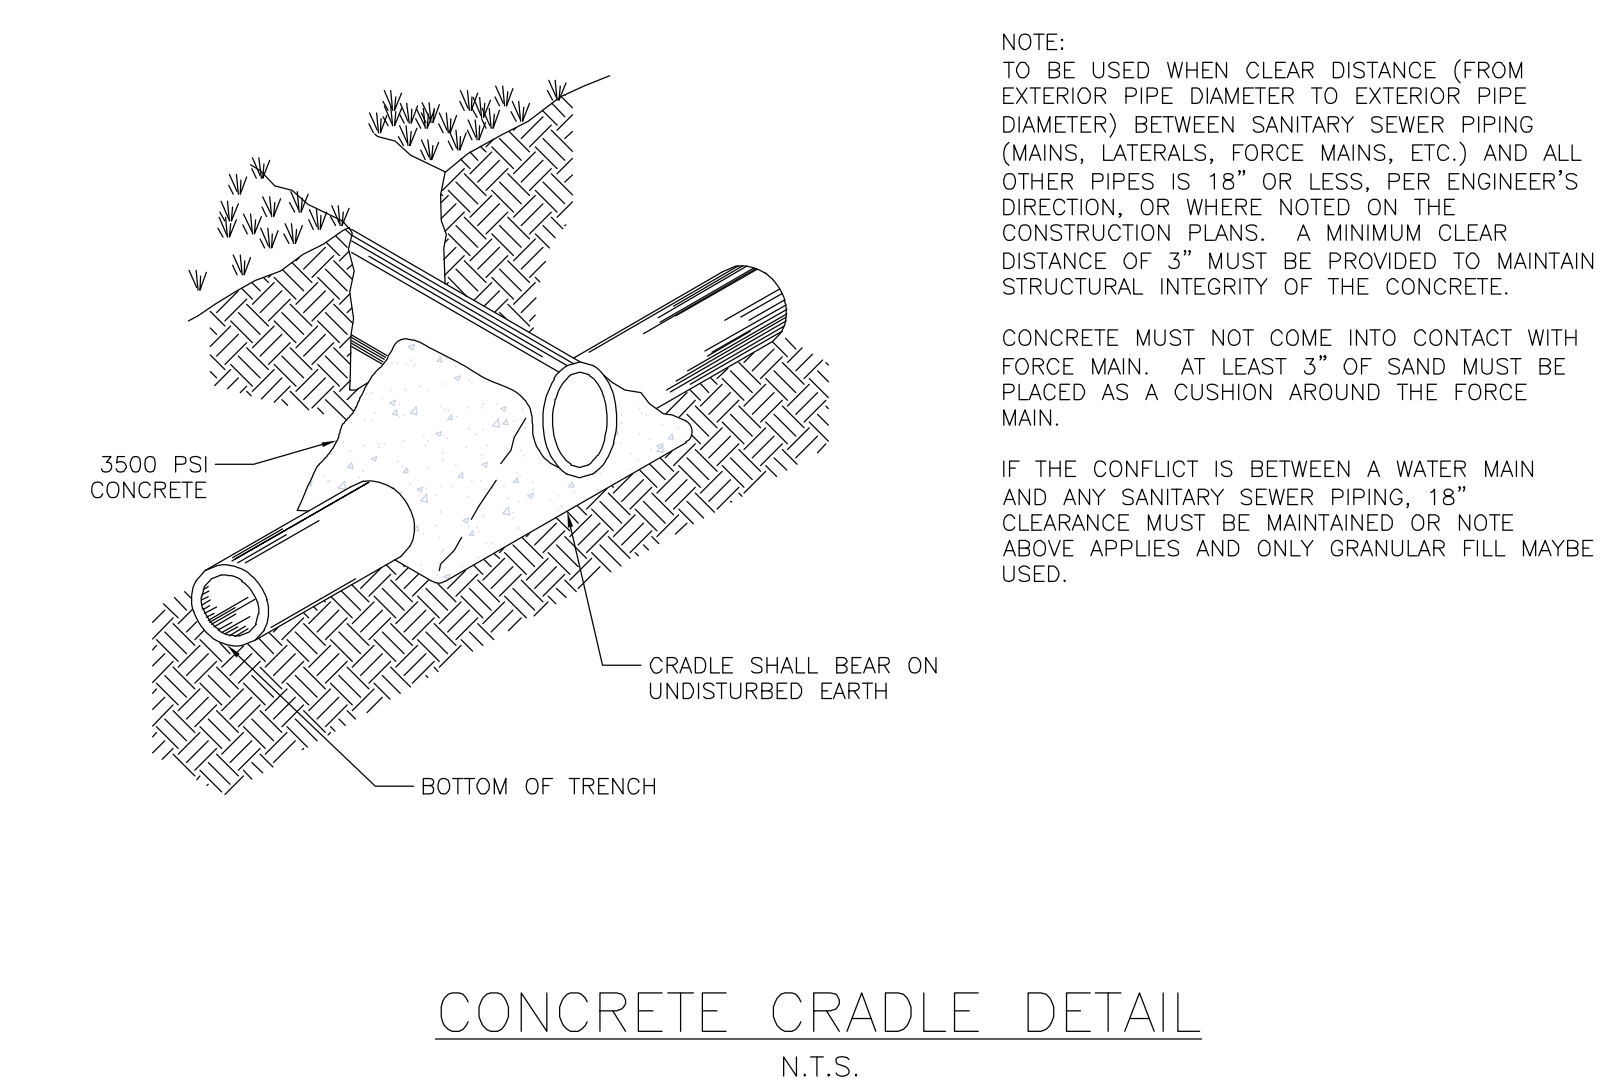 NOTE:
TO BE USED WHEN CLEAR DISTANCE (FROM
EXTERIOR PIPE DIAMETER TO EXTERIOR PIPE
DIAMETER) BETWEEN SANITARY SEWER PIPING
(MAINS, LATERALS, FORCE MAINS, ETC.) AND ALL
OTHER PIPES IS 18” OR LESS, PER ENGINEER’S
DIRECTION, OR WHERE NOTED ON THE
CONSTRUCTION PLANS. A MINIMUM CLEAR
DISTANCE OF 3” MUST BE PROVIDED TO MAINTAIN
STRUCTURAL INTEGRITY OF THE CONCRETE.
CONCRETE MUST NOT COME INTO CONTACT WITH
FORCE MAIN. AT LEAST 3” OF SAND MUST BE
PLACED AS A CUSHION AROUND THE FORCE
MAIN.
IF THE CONFLICT IS BETWEEN A WATER MAIN
AND ANY SANITARY SEWER PIPING, 18”
CLEARANCE MUST BE MAINTAINED OR NOTE
ABOVE APPLIES AND ONLY GRANULAR FILL MAYBE
USED.
3500 PSI
CONCRETE
CRADLE SHALL BEAR ON
UNDISTURBED EARTH
BOTTOM OF TRENCH
CONCRETE CRADLE DETAIL
N.T.S.